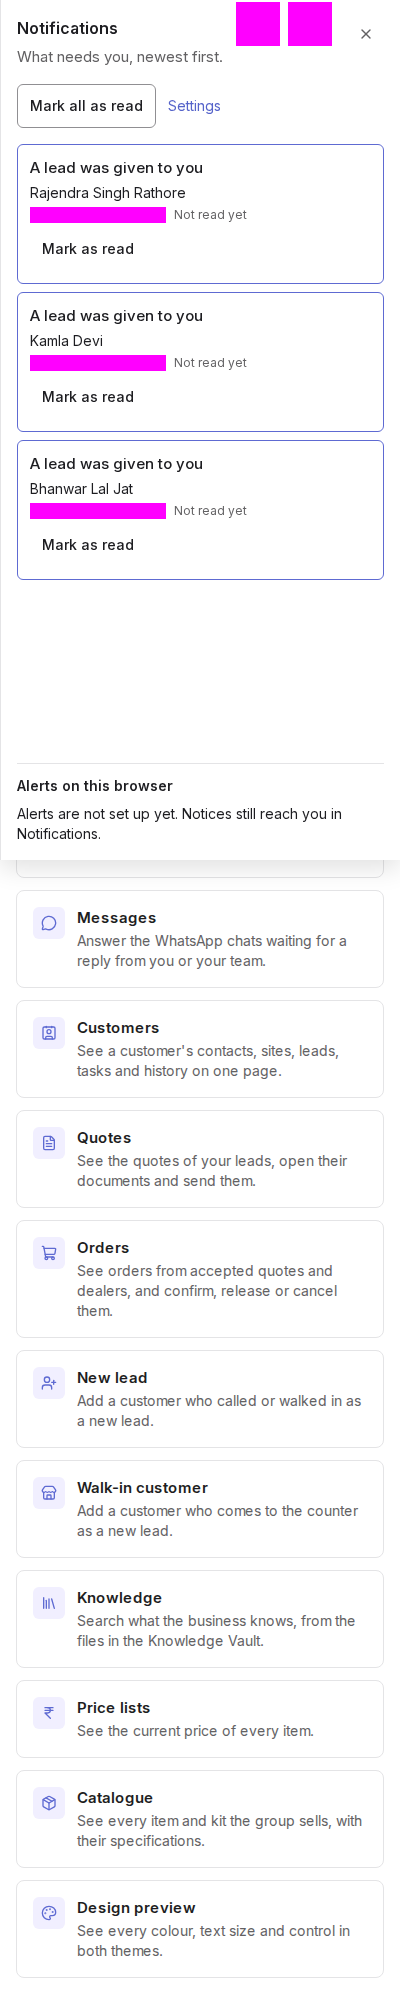 Notifications
What needs you, newest first.
Mark all as read
Settings
A lead was given to you
Rajendra Singh Rathore
Not read yet
Mark as read
A lead was given to you
Kamla Devi
Not read yet
Mark as read
A lead was given to you
Bhanwar Lal Jat
Not read yet
Mark as read
Alerts on this browser
Alerts are not set up yet. Notices still reach you in
Notifications.
Messages
Answer the WhatsApp chats waiting for a
reply from you or your team.
Customers
See a customer's contacts, sites, leads,
tasks and history on one page.
Quotes
See the quotes of your leads, open their
documents and send them.
Orders
See orders from accepted quotes and
dealers, and confirm, release or cancel
them.
New lead
Add a customer who called or walked in as
a new lead.
Walk-in customer
Add a customer who comes to the counter
as a new lead.
Knowledge
Search what the business knows, from the
files in the Knowledge Vault.
Price lists
See the current price of every item.
Catalogue
See every item and kit the group sells, with
their specifications.
Design preview
See every colour, text size and control in
both themes.